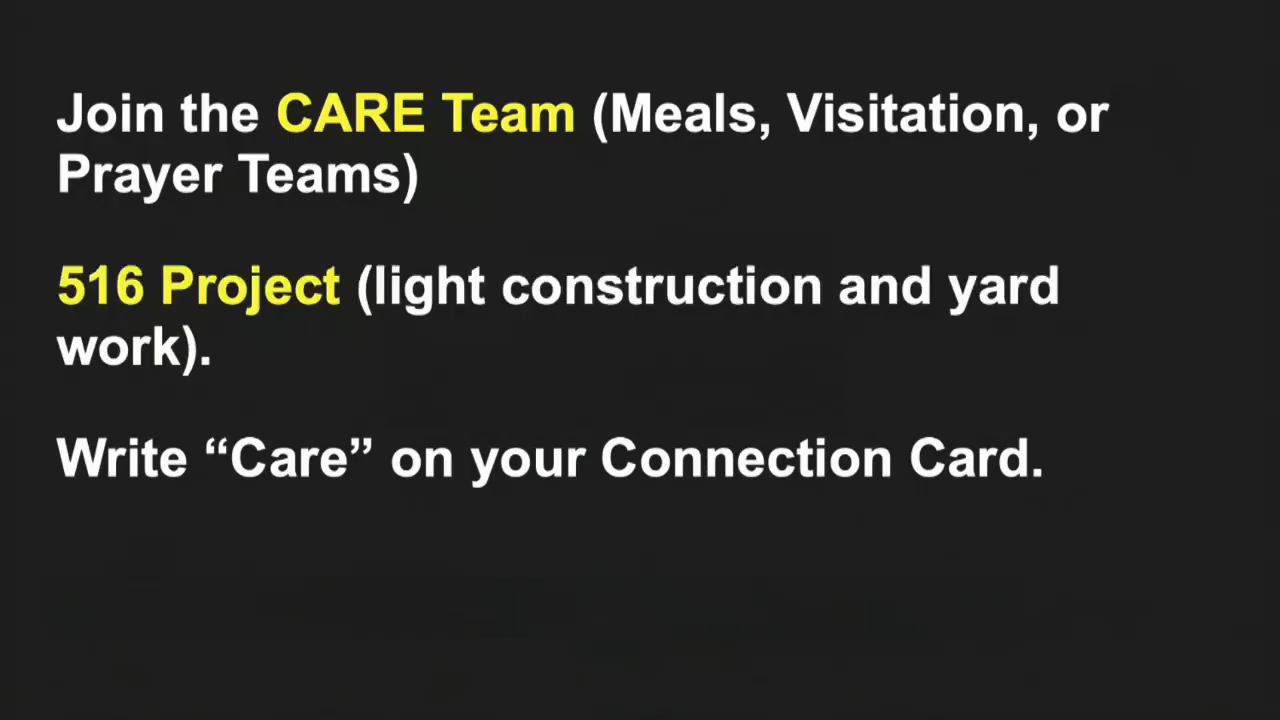 Join the CARE Team (Meals, Visitation, or
Prayer Teams)
516 Project (light construction and yard
work).
Write “Care” on your Connection Card.